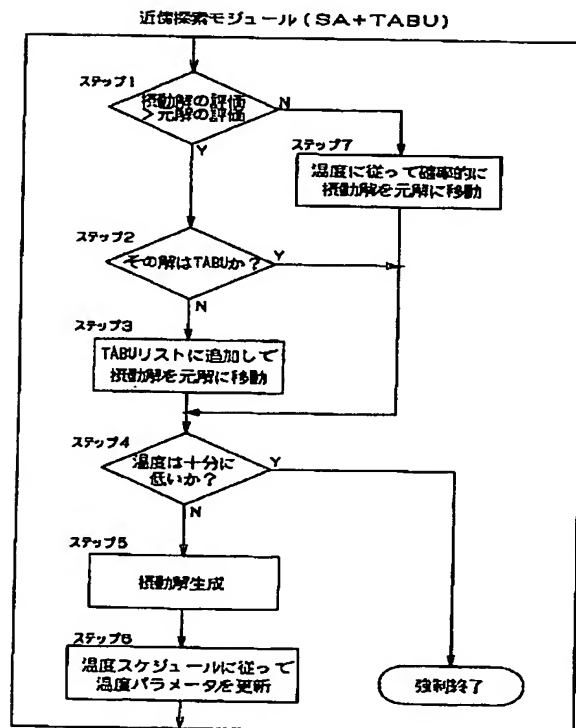 近傍探索モジュール(SA+TABU)
ステップ1
摂動解の評価
>元解の評価
N
Y
ステップ7
温度に従って確率的に
摂動解を元解に移動
ステップ2
その解はTABUか?
Y
N
ステップ3
TABUリストに追加して
摂動解を元解に移動
ステップ4
温度は十分に
低いか?
Y
N
ステップ5
摂動解生成
ステップ6
温度スケジュールに従って
温度パラメータを更新
強制終了